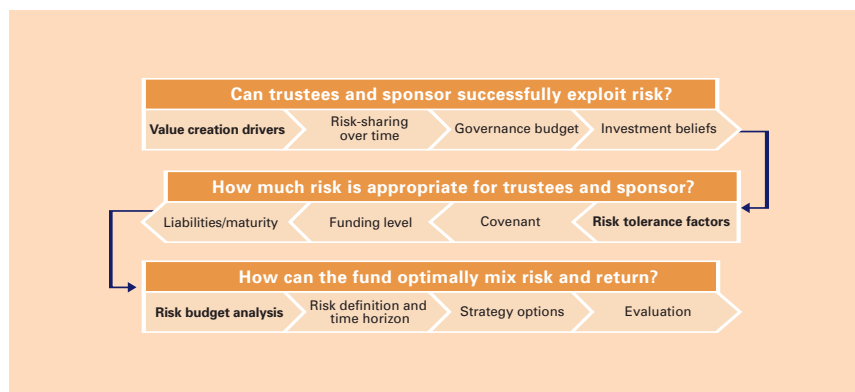 Can trustees and sponsor successfully exploit risk?
Value creation drivers
Risk-sharing
over time
Governance budget
Investment beliefs
How much risk is appropriate for trustees and sponsor?
Liabilities/maturity
Funding level
Covenant
Risk tolerance factors
How can the fund optimally mix risk and return?
Risk budget analysis
Risk definition and
time horizon
Strategy options
Evaluation